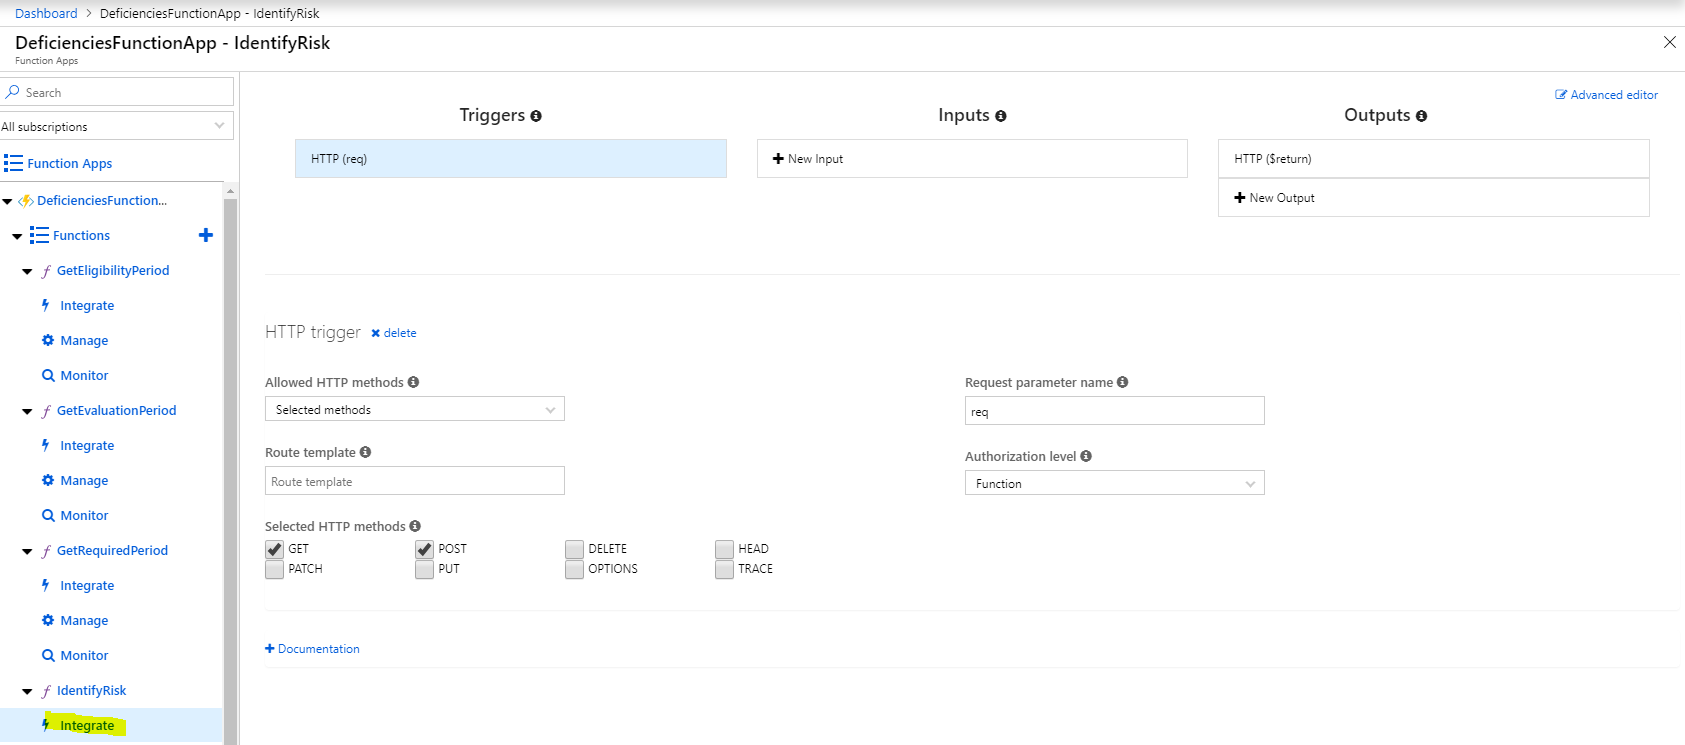 Dashboard > DeficienciesFunctionApp - IdentifyRisk
DeficienciesFunctionApp - IdentifyRisk
Function Apps
Search
All subscriptions
Function Apps
DeficienciesFunction...
Functions
GetEligibilityPeriod
Integrate
Manage
Monitor
GetEvaluationPeriod
Integrate
Manage
Monitor
GetRequiredPeriod
Integrate
Manage
Monitor
IdentifyRisk
Integrate
Advanced editor
Triggers
HTTP (req)
Inputs
New Input
Outputs
HTTP ($return)
New Output
HTTP trigger delete
Allowed HTTP methods
Selected methods
Request parameter name
req
Route template
Route template
Authorization level
Function
Selected HTTP methods
GET POST DELETE HEAD
PATCH PUT OPTIONS TRACE
Documentation